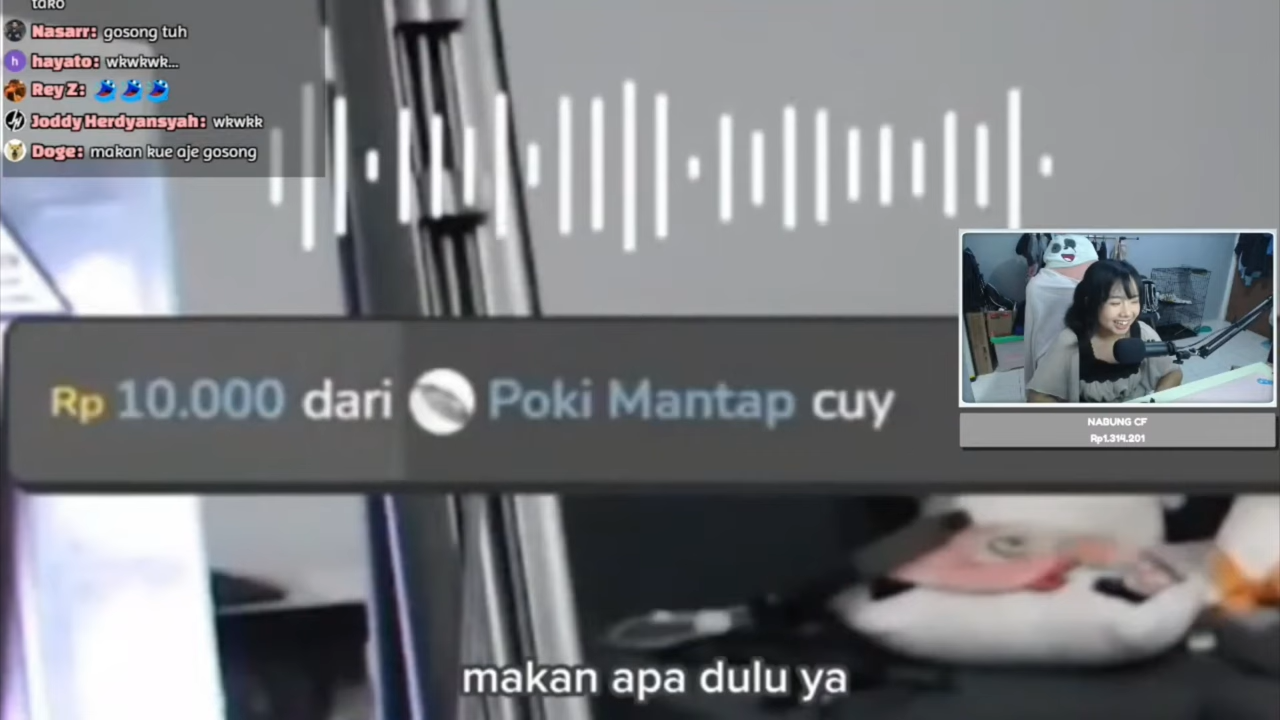 tako
Nasarr: gosong tuh
hayato: wkwkwk...
Rey Z:
Joddy Herdyansyah: wkwkk
Doge: makan kue aje gosong
Rp 10.000 dari Poki Mantap cuy
NABUNG CF
Rp1.314.201
makan apa dulu ya